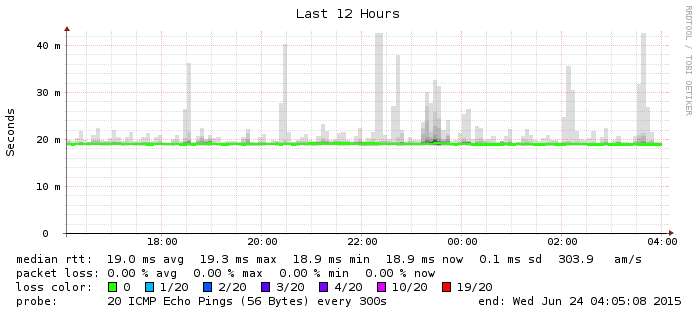 Last 12 Hours
RRDTOOL / TOBI OETIKER
Seconds
40 m
30 m
20 m
10 m
0
18:00 20:00 22:00 00:00 02:00 04:00
median rtt: 19.0 ms avg 19.3 ms max 18.9 ms min 18.9 ms now 0.1 ms sd 303.9 am/s
packet loss: 0.00 % avg 0.00 % max 0.00 % min 0.00 % now
loss color: 0 1/20 2/20 3/20 4/20 10/20 19/20
probe: 20 ICMP Echo Pings (56 Bytes) every 300s end: Wed Jun 24 04:05:08 2015